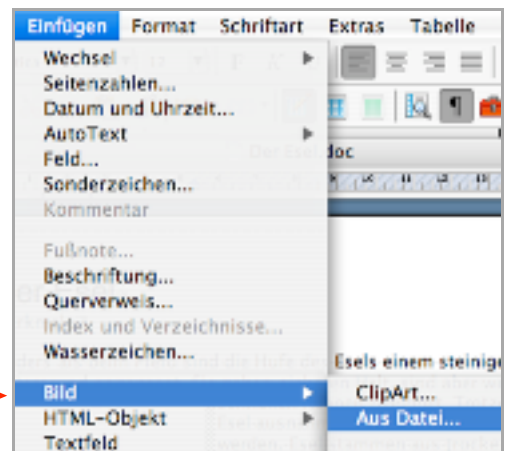 Einfügen Format Schriftart Extras Tabelle
Wechsel
Seitenzahlen...
Datum und Uhrzeit...
AutoText
Feld...
Sonderzeichen...
Kommentar
Fußnote...
Beschriftung...
Querverweis...
Index und Verzeichnisse...
Wasserzeichen...
Bild
HTML-Objekt
Textfeld
Der Esel.doc
Esels einem steinige
ClipArt...
Aus Datei...